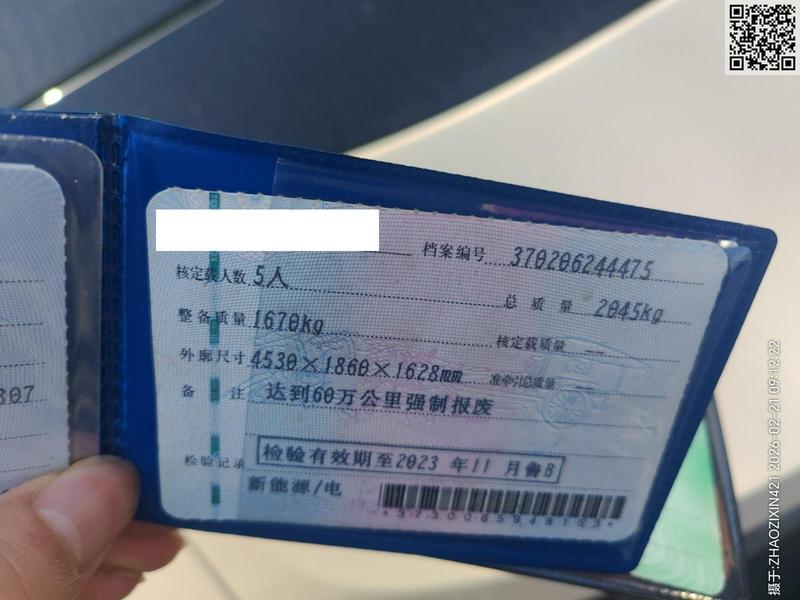 档案编号 370206244475
核定载人数 5人 总质量 2045kg
整备质量 1670kg 核定载质量 --
外廓尺寸 4530×1860×1628mm 准牵引总质量 --
备注 达到60万公里强制报废
检验记录 检验有效期至2023年11月鲁B
新能源/电
*3730065948153*
307
摄于:ZHAOZIXIN421 2026-02-21 09:12:22